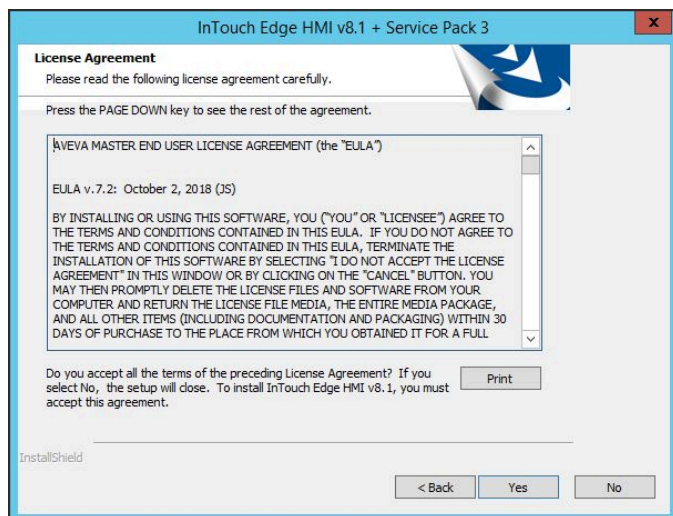 InTouch Edge HMI v8.1 + Service Pack 3
x
License Agreement
Please read the following license agreement carefully.
Press the PAGE DOWN key to see the rest of the agreement.
AVEVA MASTER END USER LICENSE AGREEMENT (the "EULA")
EULA v.7.2:  October 2, 2018 (JS)
BY INSTALLING OR USING THIS SOFTWARE, YOU ("YOU" OR "LICENSEE") AGREE TO
THE TERMS AND CONDITIONS CONTAINED IN THIS EULA.  IF YOU DO NOT AGREE TO
THE TERMS AND CONDITIONS CONTAINED IN THIS EULA, TERMINATE THE
INSTALLATION OF THIS SOFTWARE BY SELECTING "I DO NOT ACCEPT THE LICENSE
AGREEMENT" IN THIS WINDOW OR BY CLICKING ON THE "CANCEL" BUTTON. YOU
MAY THEN PROMPTLY DELETE THE LICENSE FILES AND SOFTWARE FROM YOUR
COMPUTER AND RETURN THE LICENSE FILE MEDIA, THE ENTIRE MEDIA PACKAGE,
AND ALL OTHER ITEMS (INCLUDING DOCUMENTATION AND PACKAGING) WITHIN 30
DAYS OF PURCHASE TO THE PLACE FROM WHICH YOU OBTAINED IT FOR A FULL
Do you accept all the terms of the preceding License Agreement?  If you
select No,  the setup will close.  To install InTouch Edge HMI v8.1, you must
accept this agreement.
Print
InstallShield
< Back
Yes
No